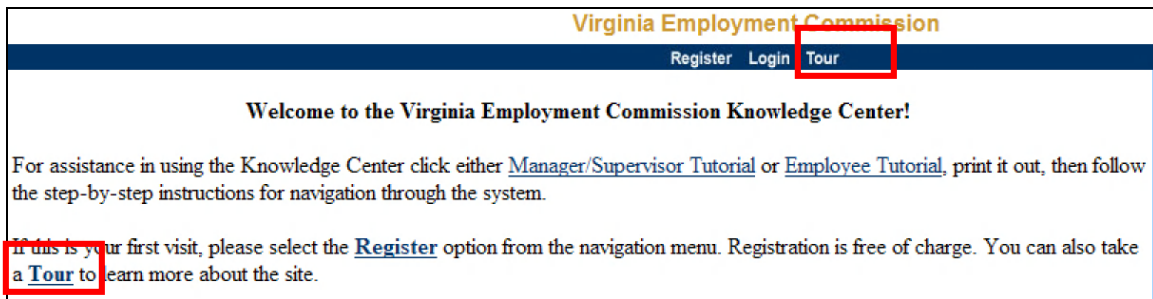 Virginia Employment Commission
Register Login Tour
Welcome to the Virginia Employment Commission Knowledge Center!
For assistance in using the Knowledge Center click either Manager/Supervisor Tutorial or Employee Tutorial, print it out, then follow
the step-by-step instructions for navigation through the system.
If this is your first visit, please select the Register option from the navigation menu. Registration is free of charge. You can also take
a Tour to learn more about the site.